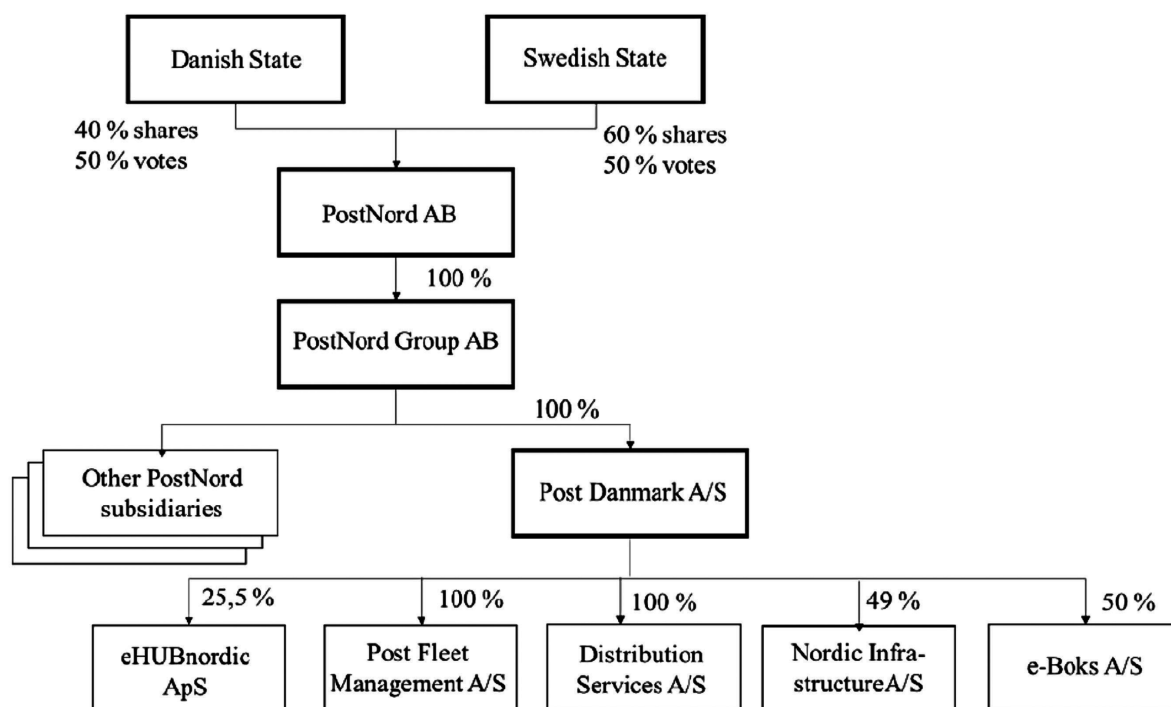 Danish State
Swedish State
40 % shares
50 % votes
60 % shares
50 % votes
PostNord AB
100 %
PostNord Group AB
100 %
Other PostNord
subsidiaries
Post Danmark A/S
25,5 %
100 %
100 %
49 %
50 %
eHUBnordic
ApS
Post Fleet
Management A/S
Distribution
Services A/S
Nordic Infra-
structureA/S
e-Boks A/S